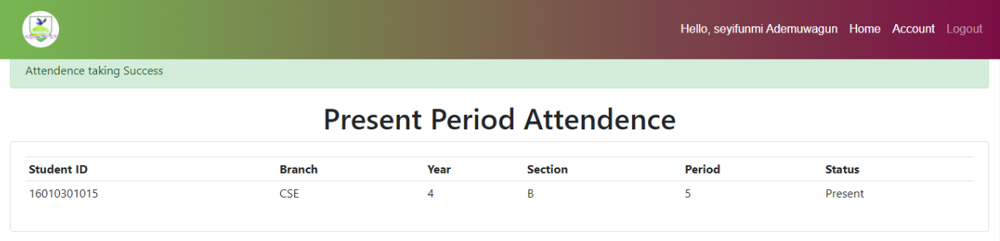 Hello, seyifunmi Ademuwagun Home Account Logout
Attendence taking Success
Present Period Attendence
Student ID Branch Year Section Period Status
16010301015 CSE 4 B 5 Present